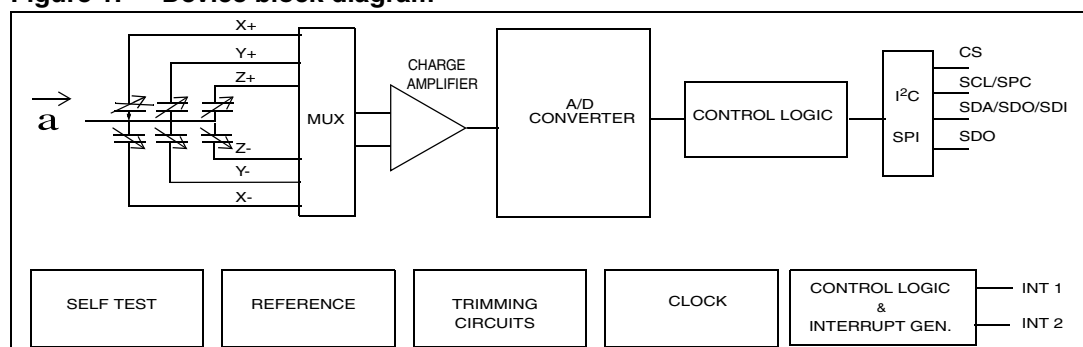 Figure 1. Device block diagram
X+
Y+
Z+
a
Z-
Y-
X-
MUX
CHARGE
AMPLIFIER
A/D
CONVERTER
CONTROL LOGIC
I²C
SPI
CS
SCL/SPC
SDA/SDO/SDI
SDO
SELF TEST
REFERENCE
TRIMMING
CIRCUITS
CLOCK
CONTROL LOGIC
&
INTERRUPT GEN.
INT 1
INT 2